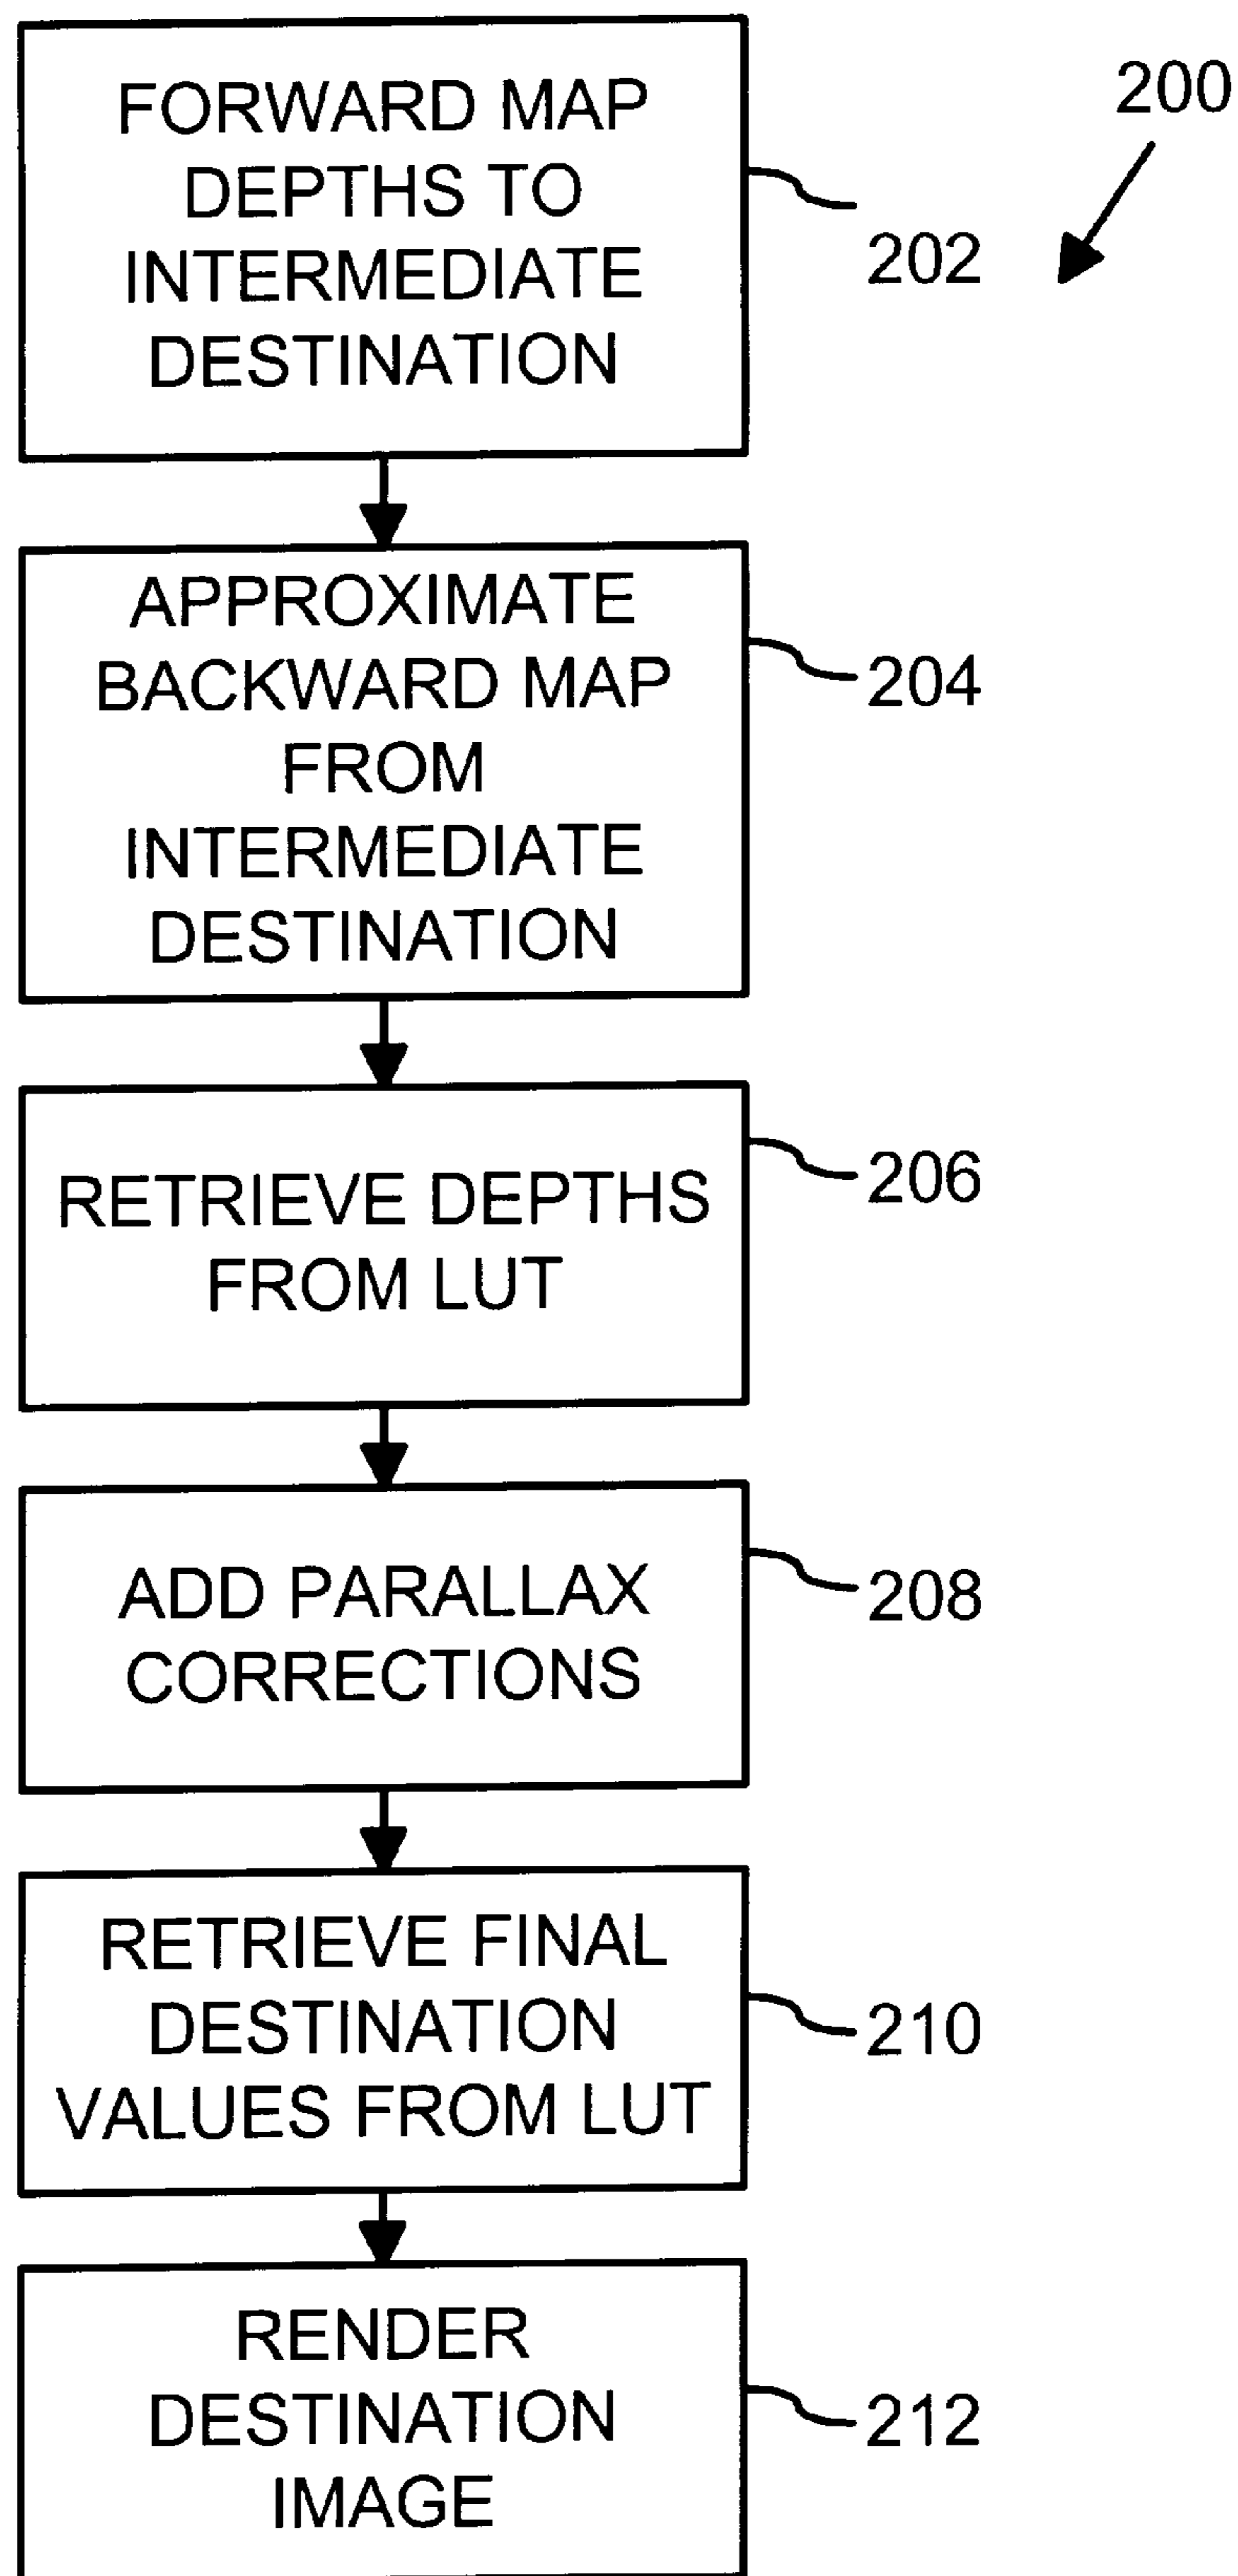 FORWARD MAP
DEPTHS TO
INTERMEDIATE
DESTINATION
200
202
APPROXIMATE
BACKWARD MAP
FROM
INTERMEDIATE
DESTINATION
204
RETRIEVE DEPTHS
FROM LUT
206
ADD PARALLAX
CORRECTIONS
208
RETRIEVE FINAL
DESTINATION
VALUES FROM LUT
210
RENDER
DESTINATION
IMAGE
212